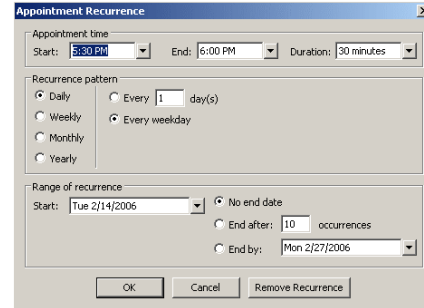 Appointment Recurrence
Appointment time
Start: 5:30 PM End: 6:00 PM Duration: 30 minutes
Recurrence pattern
Daily Every 1 day(s)
Weekly Every weekday
Monthly
Yearly
Range of recurrence
Start: Tue 2/14/2006 No end date
End after: 10 occurrences
End by: Mon 2/27/2006
OK Cancel Remove Recurrence